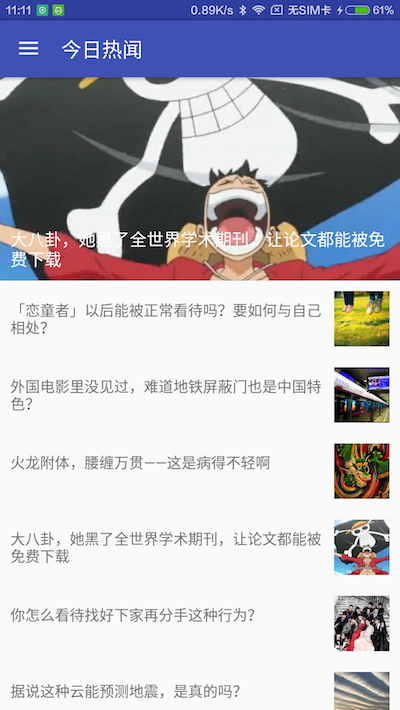 11:11 0.89K/s 无SIM卡 61%
今日热闻
大八卦，她黑了全世界学术期刊，让论文都能被免
费下载
「恋童者」以后能被正常看待吗？要如何与自己
相处？
外国电影里没见过，难道地铁屏蔽门也是中国特
色？
火龙附体，腰缠万贯——这是病得不轻啊
大八卦，她黑了全世界学术期刊，让论文都能被
免费下载
你怎么看待找好下家再分手这种行为？
据说这种云能预测地震，是真的吗？